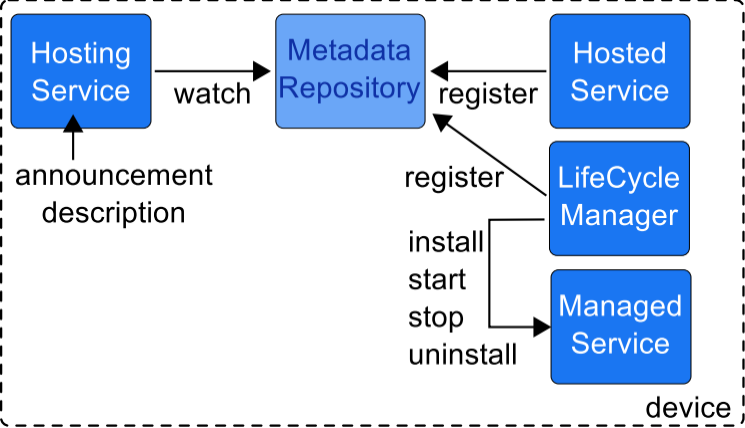 Hosting
Service
Metadata
Repository
Hosted
Service
watch
register
announcement
description
register
LifeCycle
Manager
install
start
stop
uninstall
Managed
Service
device